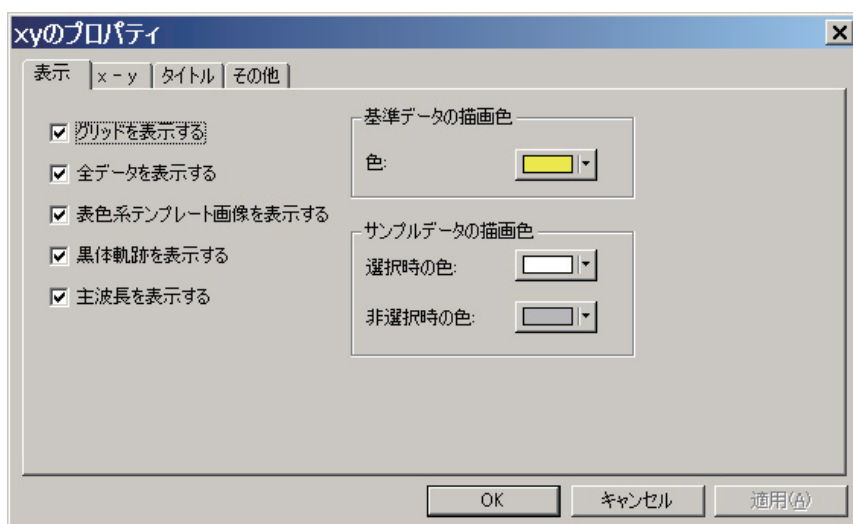 xyのプロパティ
表示
x - y
タイトル
その他
グリッドを表示する
全データを表示する
表色系テンプレート画像を表示する
黒体軌跡を表示する
主波長を表示する
基準データの描画色
色:
サンプルデータの描画色
選択時の色:
非選択時の色:
OK
キャンセル
適用(A)